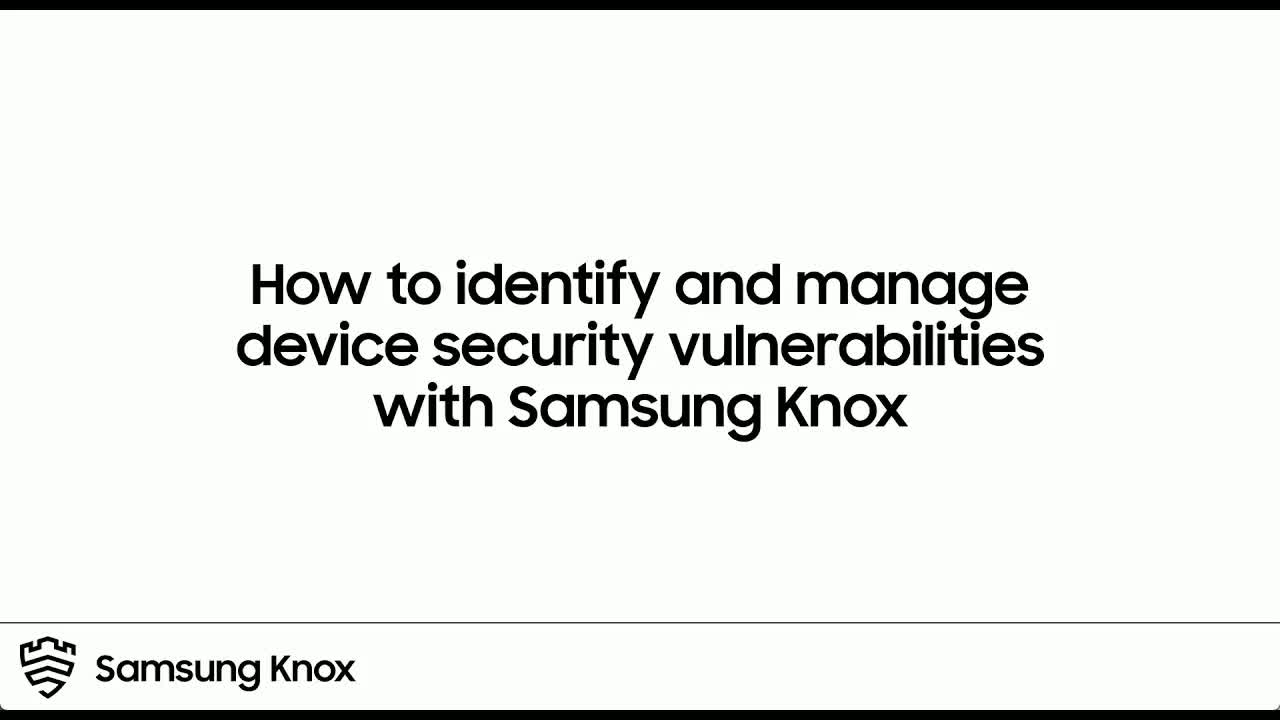 How to identify and manage
device security vulnerabilities
with Samsung Knox
Samsung Knox